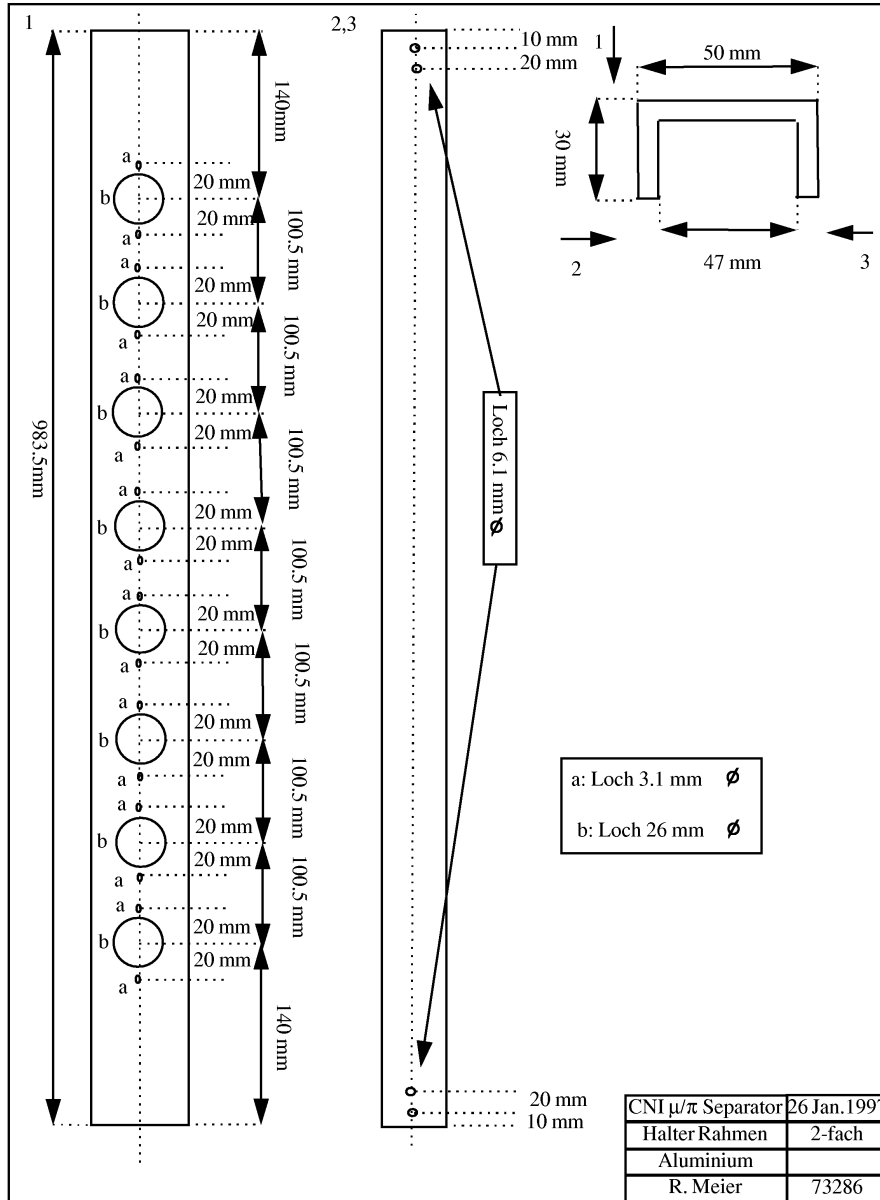 1
140mm
a
20 mm
b
20 mm
a
100.5 mm
a
20 mm
b
20 mm
a
100.5 mm
a
20 mm
b
20 mm
a
100.5 mm
a
20 mm
b
20 mm
a
100.5 mm
a
20 mm
b
20 mm
a
100.5 mm
a
20 mm
b
20 mm
a
100.5 mm
a
20 mm
b
20 mm
a
100.5 mm
a
20 mm
b
20 mm
a
140 mm
983.5mm
2,3
10 mm
20 mm
Loch 6.1 mm ø
20 mm
10 mm
1
50 mm
30 mm
47 mm
2
3
a: Loch 3.1 mm ø
b: Loch 26 mm ø
CNI μ/π Separator 26 Jan.1997
Halter Rahmen 2-fach
Aluminium
R. Meier 73286